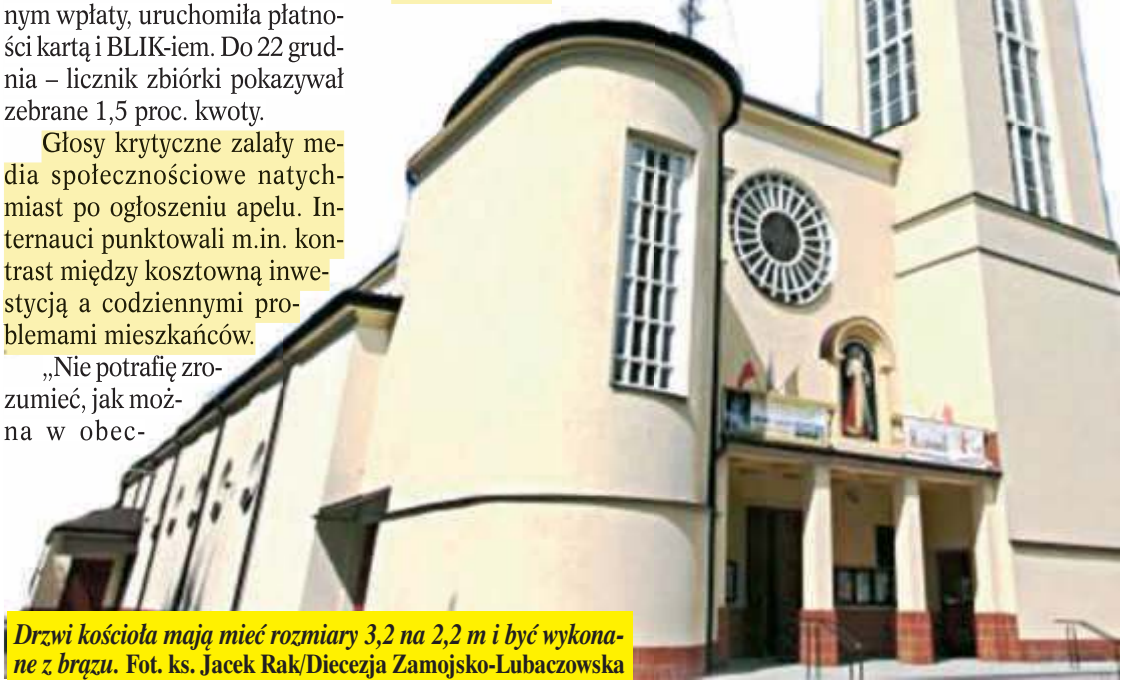 nym wpłaty, uruchomiła płatno-
ści kartą i BLIK-iem. Do 22 grud-
nia – licznik zbiórki pokazywał
zebrane 1,5 proc. kwoty.
Głosy krytyczne zalały me-
dia społecznościowe natych-
miast po ogłoszeniu apelu. In-
ternauci punktowali m.in. kon-
trast między kosztowną inwe-
stycją a codziennymi pro-
blemami mieszkańców.
„Nie potrafię zro-
zumieć, jak moż-
na w obec-
Drzwi kościoła mają mieć rozmiary 3,2 na 2,2 m i być wykona-
ne z brązu. Fot. ks. Jacek Rak/Diecezja Zamojsko-Lubaczowska